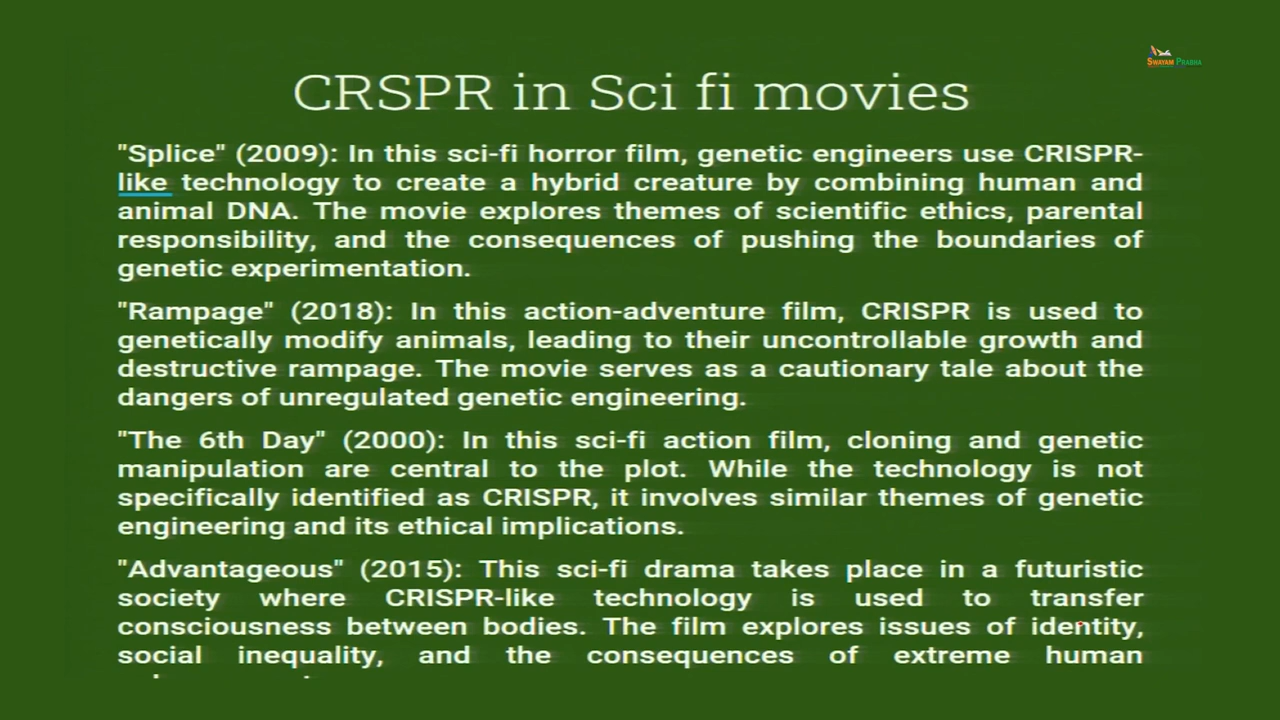 SWAYAM PRABHA
CRSPR in Sci fi movies
"Splice" (2009): In this sci-fi horror film, genetic engineers use CRISPR-
like technology to create a hybrid creature by combining human and
animal DNA. The movie explores themes of scientific ethics, parental
responsibility, and the consequences of pushing the boundaries of
genetic experimentation.
"Rampage" (2018): In this action-adventure film, CRISPR is used to
genetically modify animals, leading to their uncontrollable growth and
destructive rampage. The movie serves as a cautionary tale about the
dangers of unregulated genetic engineering.
"The 6th Day" (2000): In this sci-fi action film, cloning and genetic
manipulation are central to the plot. While the technology is not
specifically identified as CRISPR, it involves similar themes of genetic
engineering and its ethical implications.
"Advantageous" (2015): This sci-fi drama takes place in a futuristic
society where CRISPR-like technology is used to transfer
consciousness between bodies. The film explores issues of identity,
social inequality, and the consequences of extreme human